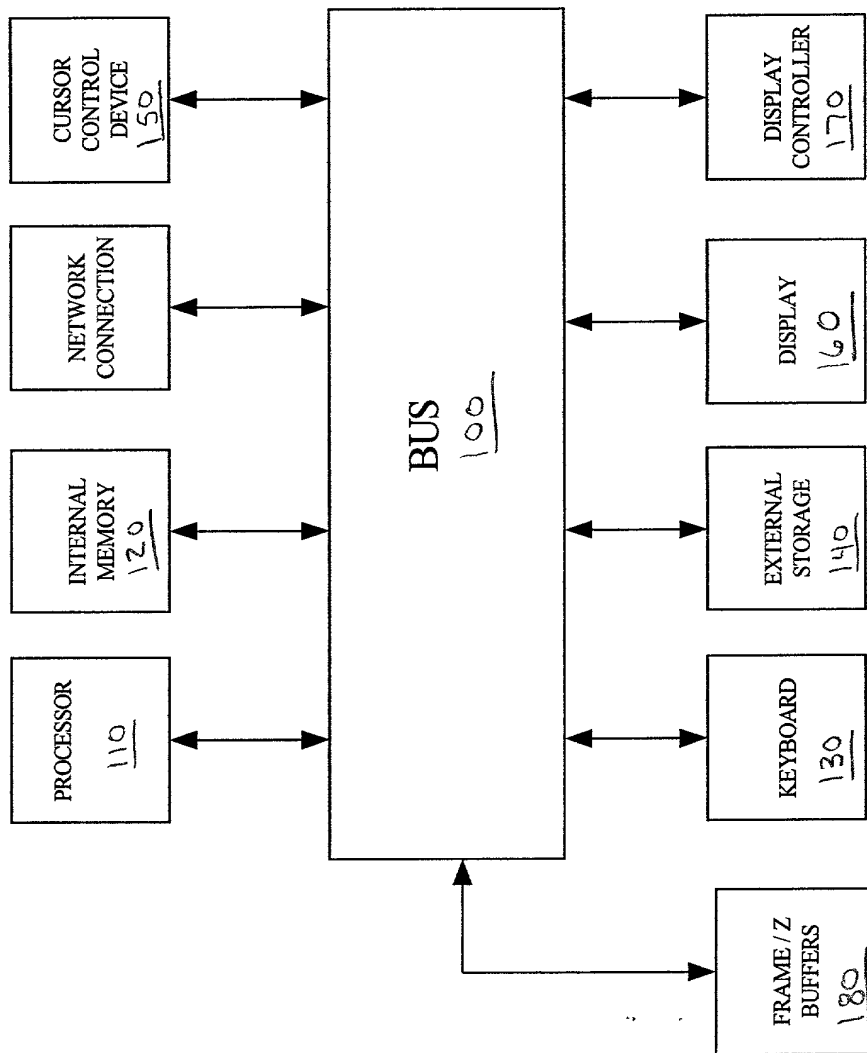 PROCESSOR
110
INTERNAL
MEMORY
120
NETWORK
CONNECTION
CURSOR
CONTROL
DEVICE
150
BUS
100
FRAME / Z
BUFFERS
180
KEYBOARD
130
EXTERNAL
STORAGE
140
DISPLAY
160
DISPLAY
CONTROLLER
170